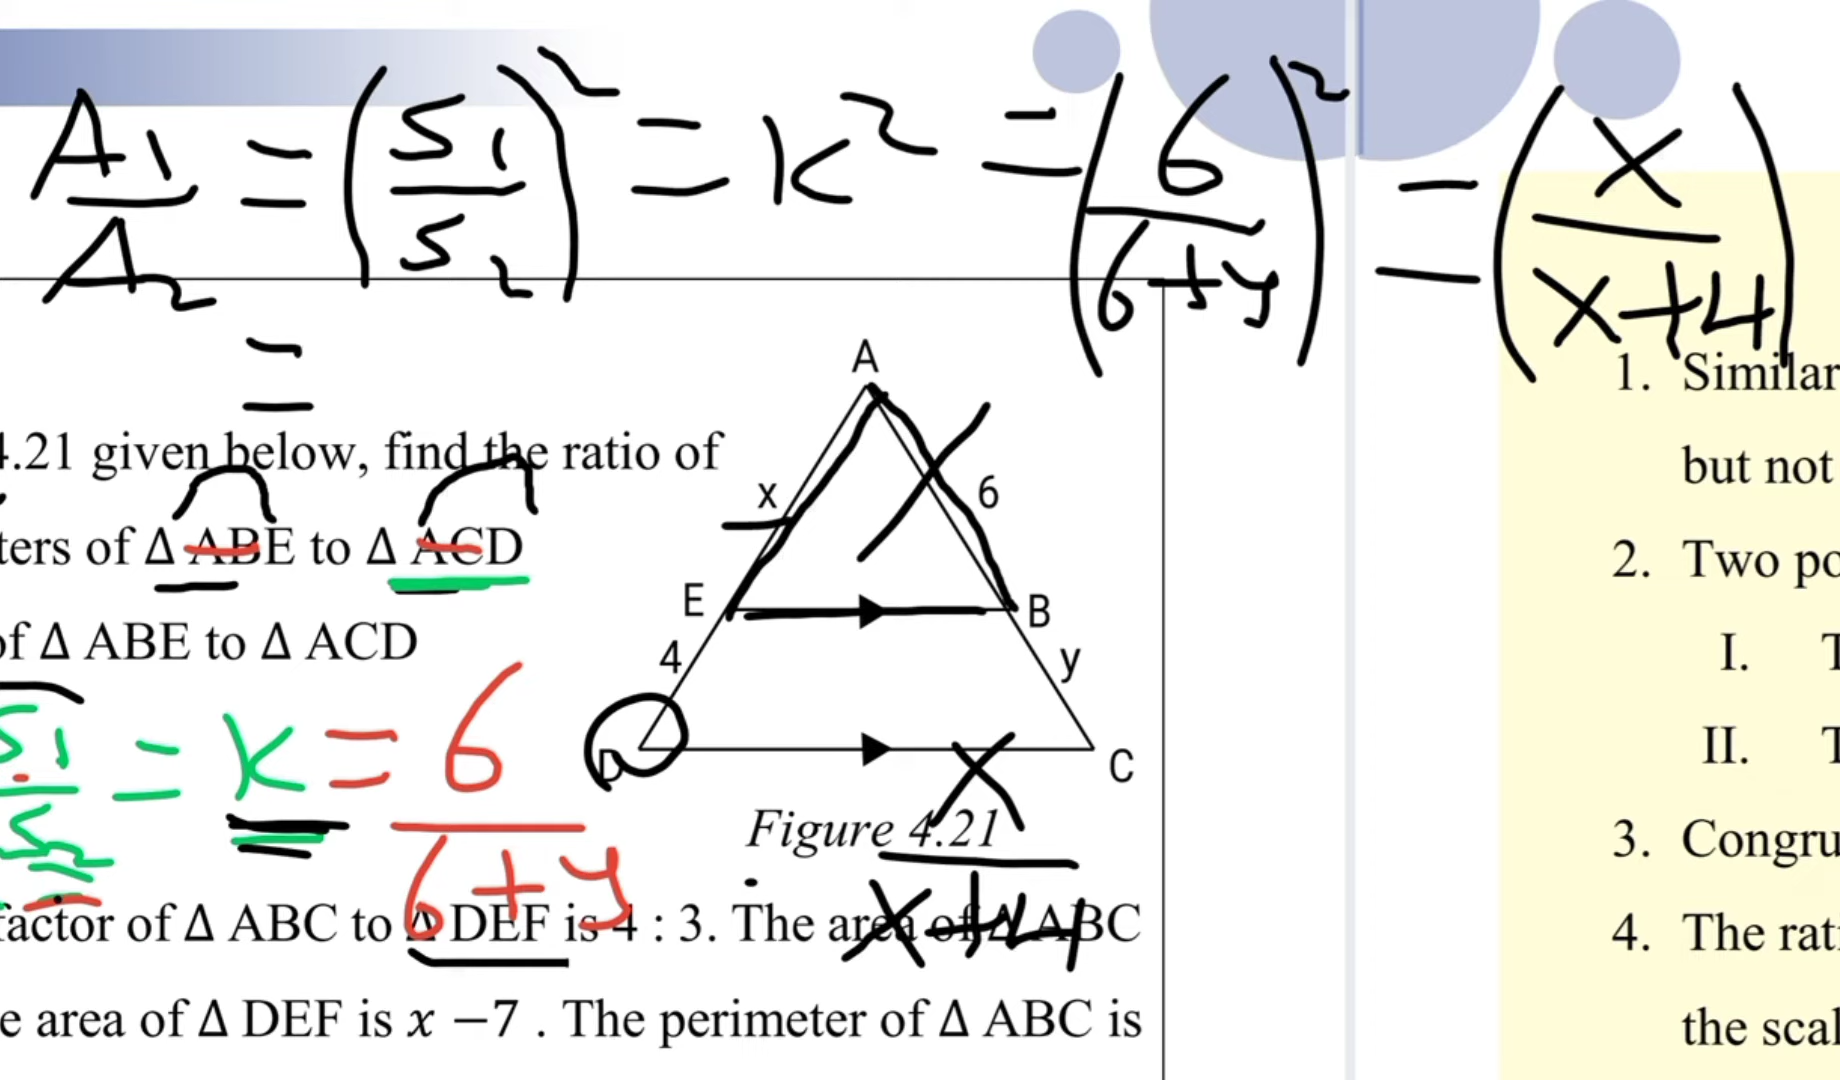 A1/A2 = (S1/S2)² = k² = (6/(6+y))² = (x/(x+4))
=
4.21 given below, find the ratio of
ters of Δ ABE to Δ ACD
of Δ ABE to Δ ACD
S1/S2 = k = 6/(6+y)
A
x
6
E
B
4
y
D
C
Figure 4.21
x/(x+4)
factor of Δ ABC to Δ DEF is 4 : 3. The area of Δ ABC
e area of Δ DEF is x −7 . The perimeter of Δ ABC is
1. Similar
but not
2. Two po
I. T
II. T
3. Congru
4. The rati
the scal